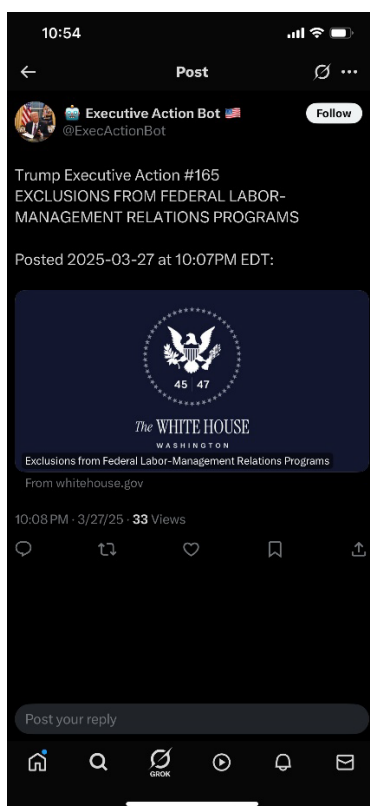 10:54
Post
Executive Action Bot
Follow
@ExecActionBot
Trump Executive Action #165
EXCLUSIONS FROM FEDERAL LABOR-
MANAGEMENT RELATIONS PROGRAMS
Posted 2025-03-27 at 10:07PM EDT:
45 47
The WHITE HOUSE
WASHINGTON
Exclusions from Federal Labor-Management Relations Programs
From whitehouse.gov
10:08 PM · 3/27/25 · 33 Views
Post your reply
GROK